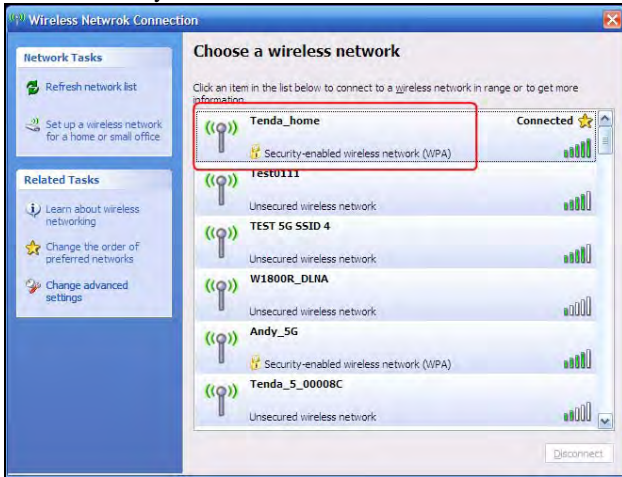 Wireless Netwrok Connection
Network Tasks
Refresh network list
Set up a wireless network
for a home or small office
Related Tasks
Learn about wireless
networking
Change the order of
preferred networks
Change advanced
settings
Choose a wireless network
Click an item in the list below to connect to a wireless network in range or to get more
information.
Tenda_home
Connected
Security-enabled wireless network (WPA)
Test0111
Unsecured wireless network
TEST 5G SSID 4
Unsecured wireless network
W1800R_DLNA
Unsecured wireless network
Andy_5G
Security-enabled wireless network (WPA)
Tenda_5_00008C
Unsecured wireless network
Disconnect